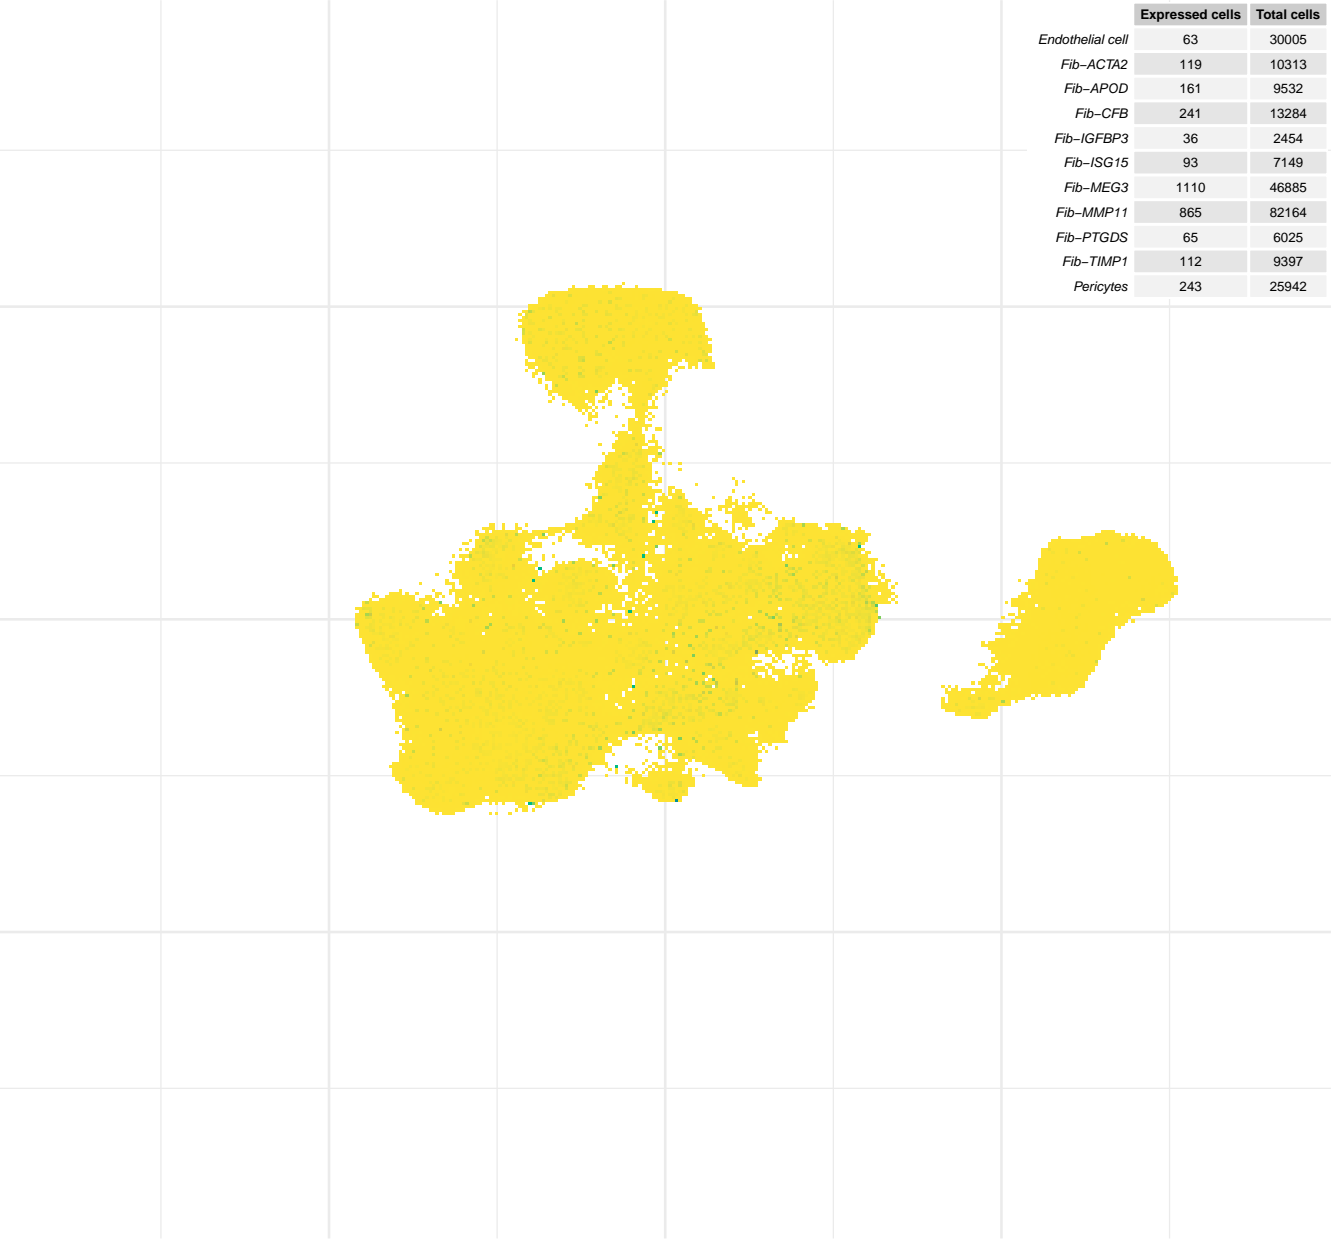 Expressed cells Total cells
Endothelial cell 63 30005
Fib−ACTA2 119 10313
Fib−APOD 161 9532
Fib−CFB 241 13284
Fib−IGFBP3 36 2454
Fib−ISG15 93 7149
Fib−MEG3 1110 46885
Fib−MMP11 865 82164
Fib−PTGDS 65 6025
Fib−TIMP1 112 9397
Pericytes 243 25942